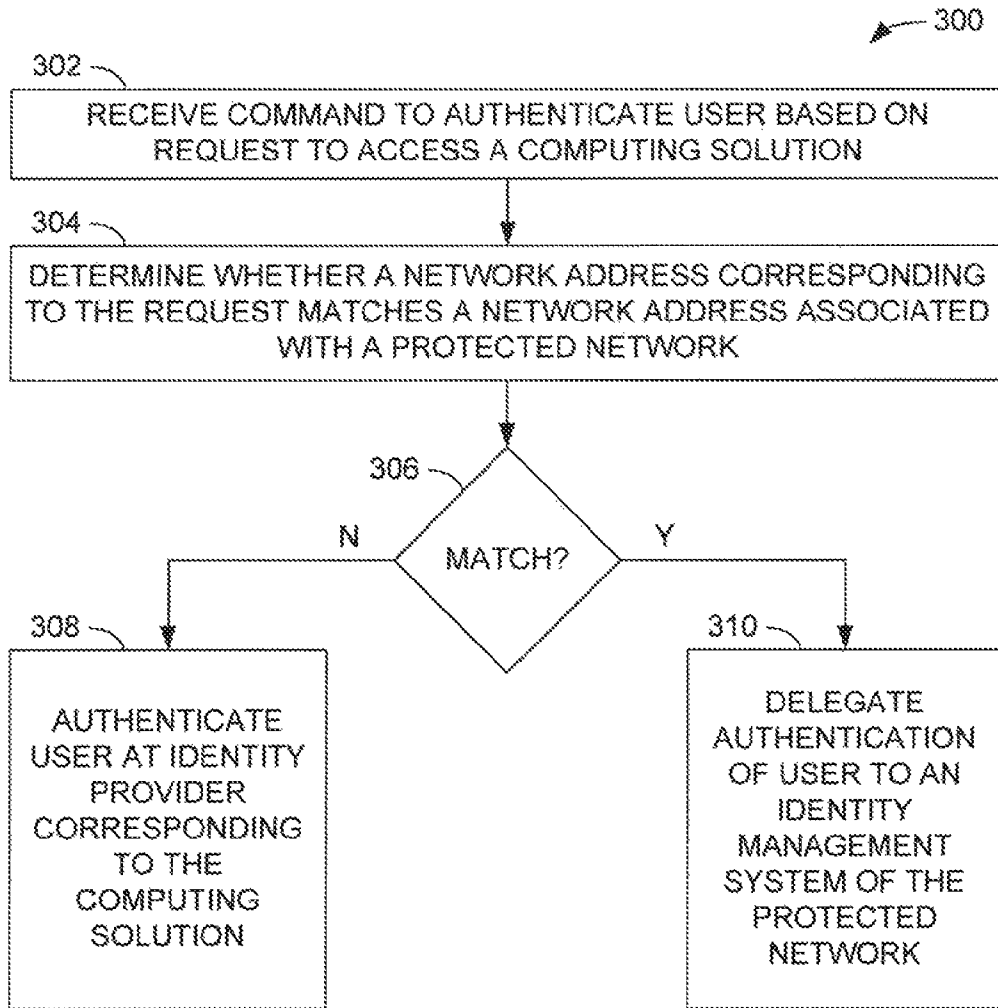 300
302
RECEIVE COMMAND TO AUTHENTICATE USER BASED ON
REQUEST TO ACCESS A COMPUTING SOLUTION
304
DETERMINE WHETHER A NETWORK ADDRESS CORRESPONDING
TO THE REQUEST MATCHES A NETWORK ADDRESS ASSOCIATED
WITH A PROTECTED NETWORK
306
MATCH?
N
Y
308
AUTHENTICATE
USER AT IDENTITY
PROVIDER
CORRESPONDING
TO THE
COMPUTING
SOLUTION
310
DELEGATE
AUTHENTICATION
OF USER TO AN
IDENTITY
MANAGEMENT
SYSTEM OF THE
PROTECTED
NETWORK